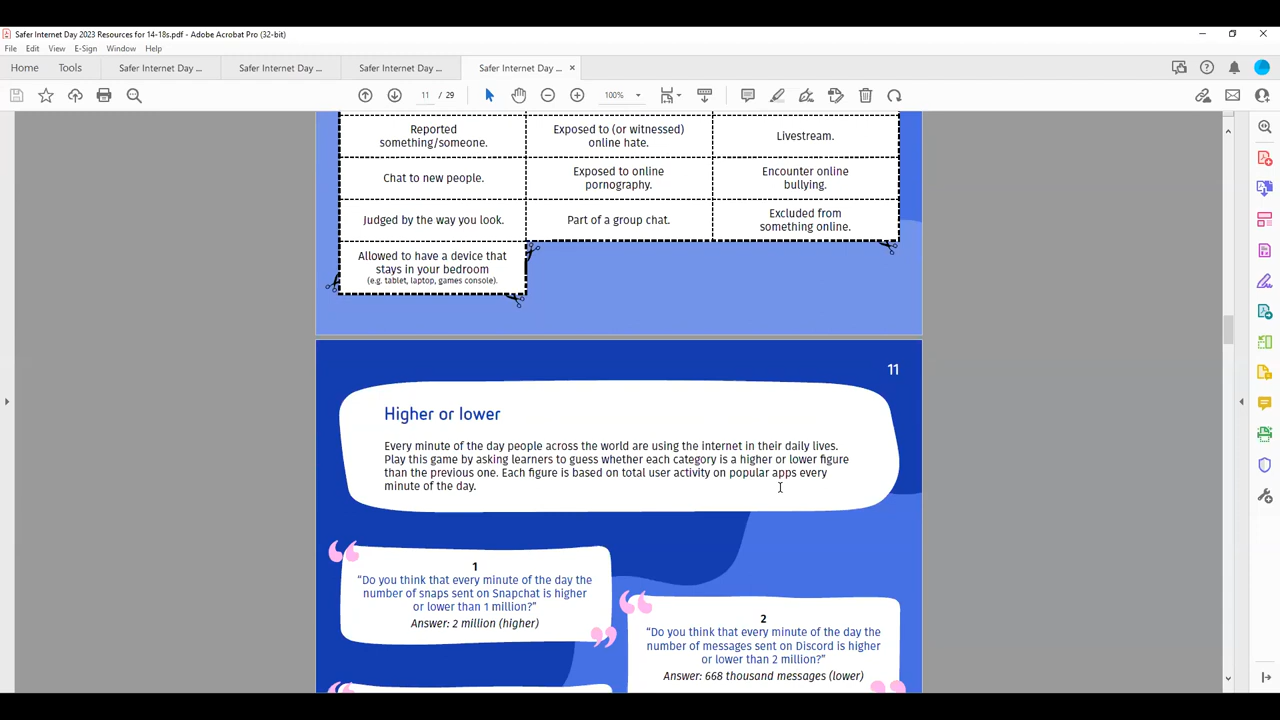 Safer Internet Day 2023 Resources for 14-18s.pdf - Adobe Acrobat Pro (32-bit)
File Edit View E-Sign Window Help
Home Tools Safer Internet Day ... Safer Internet Day ... Safer Internet Day ... Safer Internet Day ... ×
11 / 29 100%
Reported
something/someone.
Exposed to (or witnessed)
online hate.
Livestream.
Chat to new people.
Exposed to online
pornography.
Encounter online
bullying.
Judged by the way you look.
Part of a group chat.
Excluded from
something online.
Allowed to have a device that
stays in your bedroom
(e.g. tablet, laptop, games console).
11
Higher or lower
Every minute of the day people across the world are using the internet in their daily lives.
Play this game by asking learners to guess whether each category is a higher or lower figure
than the previous one. Each figure is based on total user activity on popular apps every
minute of the day.
1
“Do you think that every minute of the day the
number of snaps sent on Snapchat is higher
or lower than 1 million?”
Answer: 2 million (higher)
2
“Do you think that every minute of the day the
number of messages sent on Discord is higher
or lower than 2 million?”
Answer: 668 thousand messages (lower)